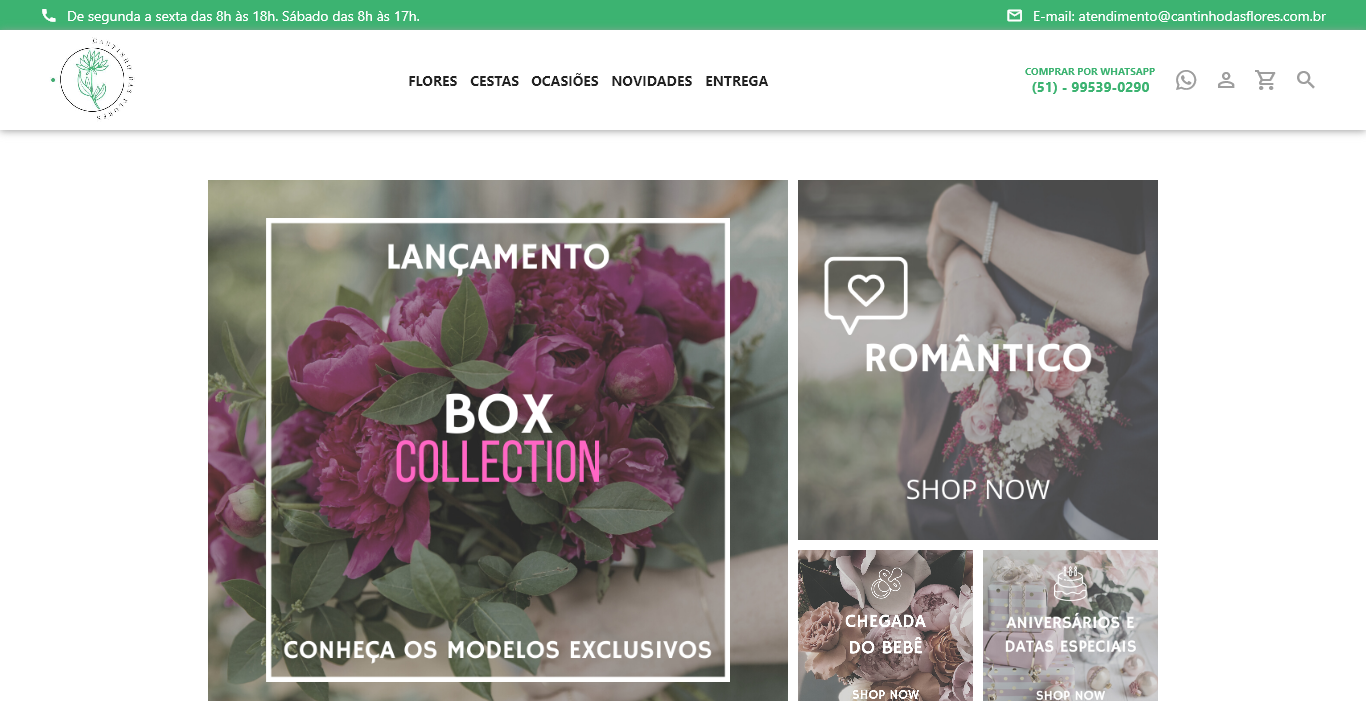 De segunda a sexta das 8h às 18h. Sábado das 8h às 17h.
E-mail: atendimento@cantinhodasflores.com.br
CANTINHO DAS FLORES
FLORES CESTAS OCASIÕES NOVIDADES ENTREGA
COMPRAR POR WHATSAPP
(51) - 99539-0290
LANÇAMENTO
BOX
COLLECTION
CONHEÇA OS MODELOS EXCLUSIVOS
ROMÂNTICO
SHOP NOW
CHEGADA
DO BEBÊ
SHOP NOW
ANIVERSÁRIOS E
DATAS ESPECIAIS
SHOP NOW